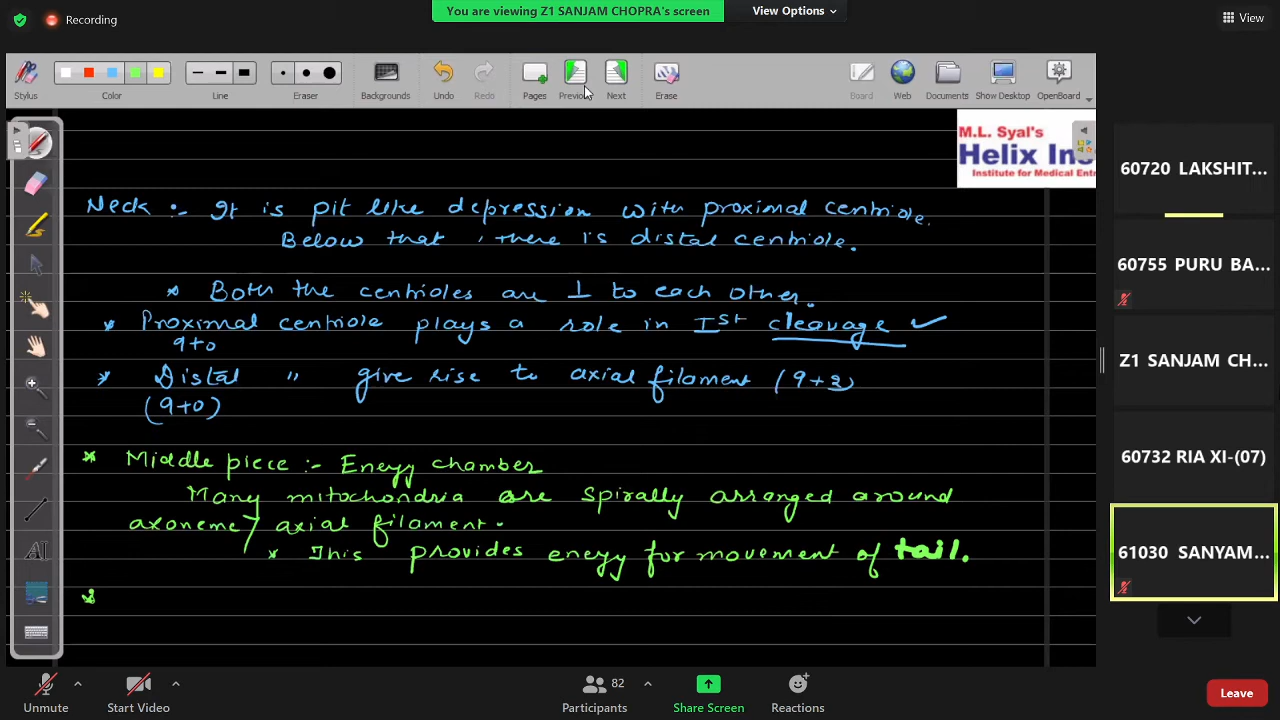 Recording
You are viewing Z1 SANJAM CHOPRA's screen
View Options
View
Stylus
Color
Line
Eraser
Backgrounds
Undo
Redo
Pages
Previous
Next
Erase
Board
Web
Documents
Show Desktop
OpenBoard
M.L. Syal's
Helix Ins
Institute for Medical Entr
Neck :- It is pit like depression with proximal centriole.
Below that, there is distal centriole.
* Both the centrioles are ⊥ to each other.
* Proximal centriole plays a role in Ist cleavage ✓
9+0
* Distal " give rise to axial filament (9+2)
(9+0)
* Middle piece :- Energy chamber
Many mitochondria are spirally arranged around
axoneme/ axial filament.
* This provides energy for movement of tail.
*
60720 LAKSHIT...
60755 PURU BA...
Z1 SANJAM CH...
60732 RIA XI-(07)
61030 SANYAM...
Unmute
Start Video
82
Participants
Share Screen
Reactions
Leave